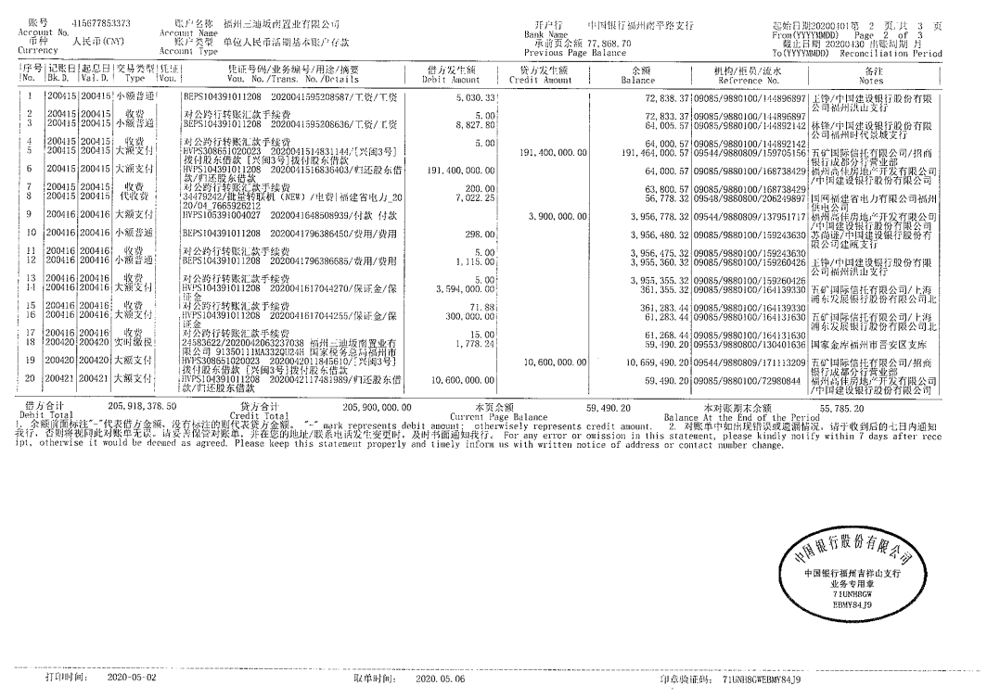 账号 415677853373 账户名称 福州三迪坂南置业有限公司 开户行 中国银行福州南平路支行 起始日期20200401第 2 页/共 3 页
Account No. Account Name Bank Name From(YYYYMMDD) Page 2 of 3
币种 人民币(CNY) 账户类型 单位人民币活期基本账户存款 承前页余额 77,868.70 截止日期 20200430 出账周期 月
Currency Account Type Previous Page Balance To(YYYYMMDD) Reconciliation Period
序号 记账日 起息日 交易类型 凭证 凭证号码/业务编号/用途/摘要 借方发生额 贷方发生额 余额 机构/柜员/流水 备注
No. Bk.D. Val.D. Type Vou. Vou. No./Trans. No./Details Debit Amount Credit Amount Balance Reference No. Notes
1 200415 200415 小额普通 BEPS104391011208 2020041595208587/工资/工资 5,030.33 72,838.37 09085/9880100/144896897 王铮/中国建设银行股份有限
公司福州洪山支行
2 200415 200415 收费 对公跨行转账汇款手续费 5.00 72,833.37 09085/9880100/144896897
3 200415 200415 小额普通 BEPS104391011208 2020041595208636/工资/工资 8,827.80 64,005.57 09085/9880100/144892142 林锋/中国建设银行股份有限
公司福州时代景城支行
4 200415 200415 收费 对公跨行转账汇款手续费 5.00 64,000.57 09085/9880100/144892142
5 200415 200415 大额支付 HVPS308651020023 2020041514831144/[兴闽3号] 191,400,000.00 191,464,000.57 09544/9880809/159705156 五矿国际信托有限公司/招商
拨付股东借款 [兴闽3号]拨付股东借款 银行成都分行营业部
6 200415 200415 大额支付 HVPS104391011208 2020041516836403/归还股东借 191,400,000.00 64,000.57 09085/9880100/168738429 福州高佳房地产开发有限公司
款/归还股东借款 /中国建设银行股份有限公司
7 200415 200415 收费 对公跨行转账汇款手续费 200.00 63,800.57 09085/9880100/168738429
8 200415 200415 代收费 34479242/批量转联机 (NEW) /电费|福建省电力_20 7,022.25 56,778.32 09548/9880800/206249897 国网福建省电力有限公司福州
20/04_7665926212 供电公司
9 200416 200416 大额支付 HVPS105391004027 2020041648508939/付款 付款 3,900,000.00 3,956,778.32 09544/9880809/137951717 福州高佳房地产开发有限公司
/中国建设银行股份有限公司
10 200416 200416 小额普通 BEPS104391011208 2020041796386450/费用/费用 298.00 3,956,480.32 09085/9880100/159243630 苏尚谜/中国建设银行股份有
限公司建瓯支行
11 200416 200416 收费 对公跨行转账汇款手续费 5.00 3,956,475.32 09085/9880100/159243630
12 200416 200416 小额普通 BEPS104391011208 2020041796386685/费用/费用 1,115.00 3,955,360.32 09085/9880100/159260426 王铮/中国建设银行股份有限
公司福州洪山支行
13 200416 200416 收费 对公跨行转账汇款手续费 5.00 3,955,355.32 09085/9880100/159260426
14 200416 200416 大额支付 HVPS104391011208 2020041617044270/保证金/保 3,594,000.00 361,355.32 09085/9880100/164139330 五矿国际信托有限公司/上海
证金 浦东发展银行股份有限公司北
15 200416 200416 收费 对公跨行转账汇款手续费 71.88 361,283.44 09085/9880100/164139330
16 200416 200416 大额支付 HVPS104391011208 2020041617044255/保证金/保 300,000.00 61,283.44 09085/9880100/164131630 五矿国际信托有限公司/上海
证金 浦东发展银行股份有限公司北
17 200416 200416 收费 对公跨行转账汇款手续费 15.00 61,268.44 09085/9880100/164131630
18 200420 200420 实时缴税 24583622/2020042063237038 福州三迪坂南置业有 1,778.24 59,490.20 09553/9880800/130401636 国家金库福州市晋安区支库
限公司 91350111MA332QU24H 国家税务总局福州市
19 200420 200420 大额支付 HVPS308651020023 2020042011845610/[兴闽3号] 10,600,000.00 10,659,490.20 09544/9880809/171113209 五矿国际信托有限公司/招商
拨付股东借款 [兴闽3号]拨付股东借款 银行成都分行营业部
20 200421 200421 大额支付 HVPS104391011208 2020042117481989/归还股东借 10,600,000.00 59,490.20 09085/9880100/72980844 福州高佳房地产开发有限公司
款/归还股东借款 /中国建设银行股份有限公司
借方合计 205,918,378.50 贷方合计 205,900,000.00 本页余额 59,490.20 本对账期末余额 55,785.20
Debit Total Credit Total Current Page Balance Balance At the End of the Period
1. 余额前面标注"-"代表借方金额, 没有标注的则代表贷方金额。 "-" mark represents debit amount; otherwise represents credit amount. 2. 对账单中如出现错误或遗漏情况, 请于收到后的七日内通知
我行, 否则将视同此对账单无误。请妥善保管对账单, 并在您的地址/联系电话发生变更时, 及时书面通知我行。 For any error or omission in this statement, please kindly notify within 7 days after rece
ipt, otherwise it would be deemed as agreed. Please keep this statement properly and timely inform us with written notice of address or contact number change.
中国银行股份有限公司
中国银行福州吉祥山支行
业务专用章
71UNH8GW
EBMY84J9
打印时间: 2020-05-02 取单时间: 2020.05.06 印章验证码: 71UNH8GWEBMY84J9